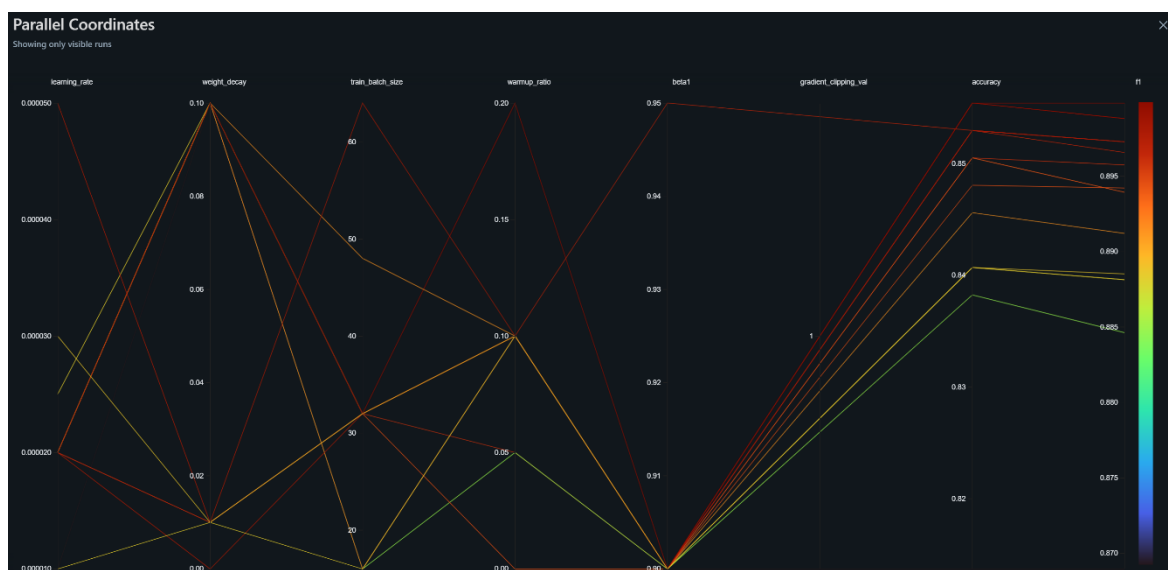 Parallel Coordinates
Showing only visible runs
learning_rate weight_decay train_batch_size warmup_ratio beta1 gradient_clipping_val accuracy f1
0.000050 0.10 0.20 0.95
60
0.85
0.895
0.000040 0.08 0.15 0.94
50
0.890
0.06 0.93 0.84
0.885
0.000030 40 0.10 1
0.04 0.92 0.83
0.880
30
0.000020 0.05
0.875
0.02 0.91
0.82
20
0.870
0.000010 0.00 0.00 0.90